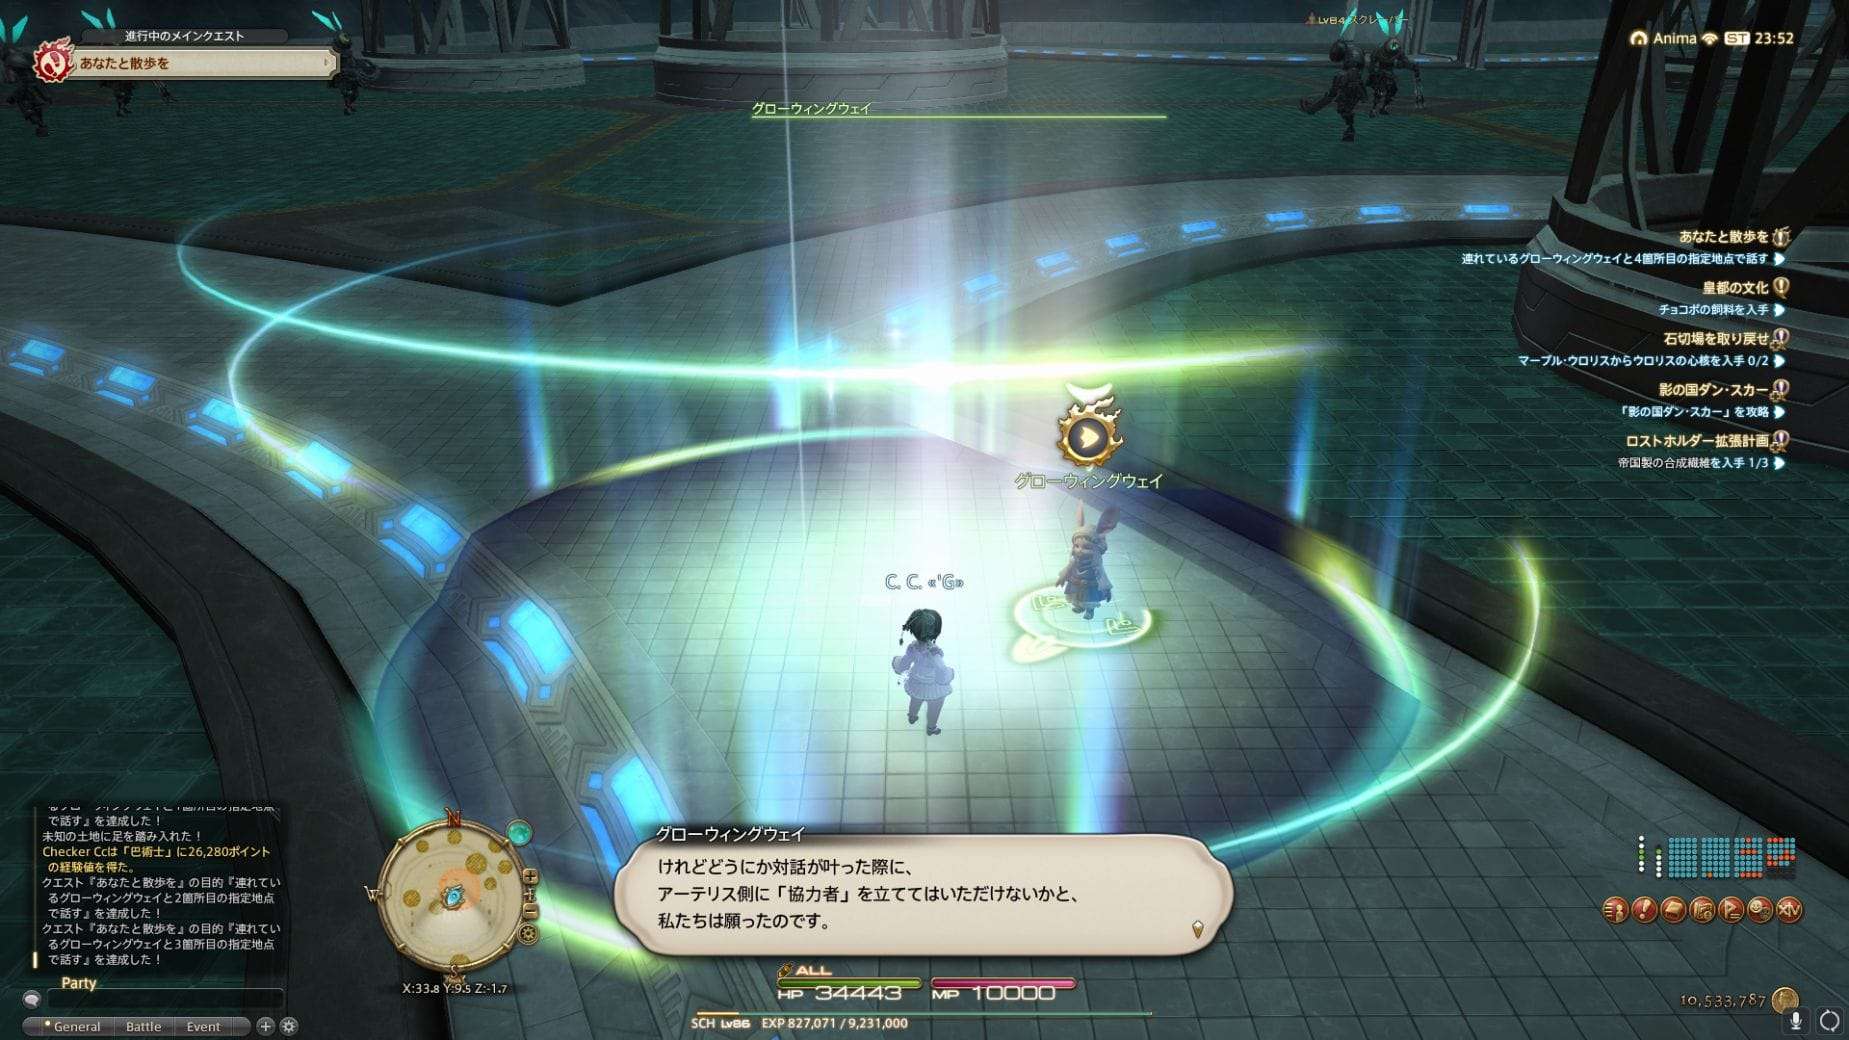 進行中のメインクエスト
あなたと散歩を
Lv84 スクレーパー
Anima ST 23:52
グローウィングウェイ
あなたと散歩を
連れているグローウィングウェイと4箇所目の指定地点で話す
皇都の文化
チョコボの飼料を入手
石切場を取り戻せ
マーブル・ウロリスからウロリスの心核を入手 0/2
影の国ダン・スカー
「影の国ダン・スカー」を攻略
ロストホルダー拡張計画
帝国製の合成繊維を入手 1/3
グローウィングウェイ
C. C. «'G»
で話す』を達成した！
未知の土地に足を踏み入れた！
Checker Ccは「巴術士」に26,280ポイント
の経験値を得た。
クエスト『あなたと散歩を』の目的『連れてい
るグローウィングウェイと2箇所目の指定地点
で話す』を達成した！
クエスト『あなたと散歩を』の目的『連れてい
るグローウィングウェイと3箇所目の指定地点
で話す』を達成した！
Party
General Battle Event
N
W
S
X:33.8 Y:9.5 Z:-1.7
グローウィングウェイ
けれどどうにか対話が叶った際に、
アーテリス側に「協力者」を立ててはいただけないかと、
私たちは願ったのです。
ALL
HP 34443 MP 10000
SCH Lv86 EXP 827,071 / 9,231,000
XIV
10,533,787